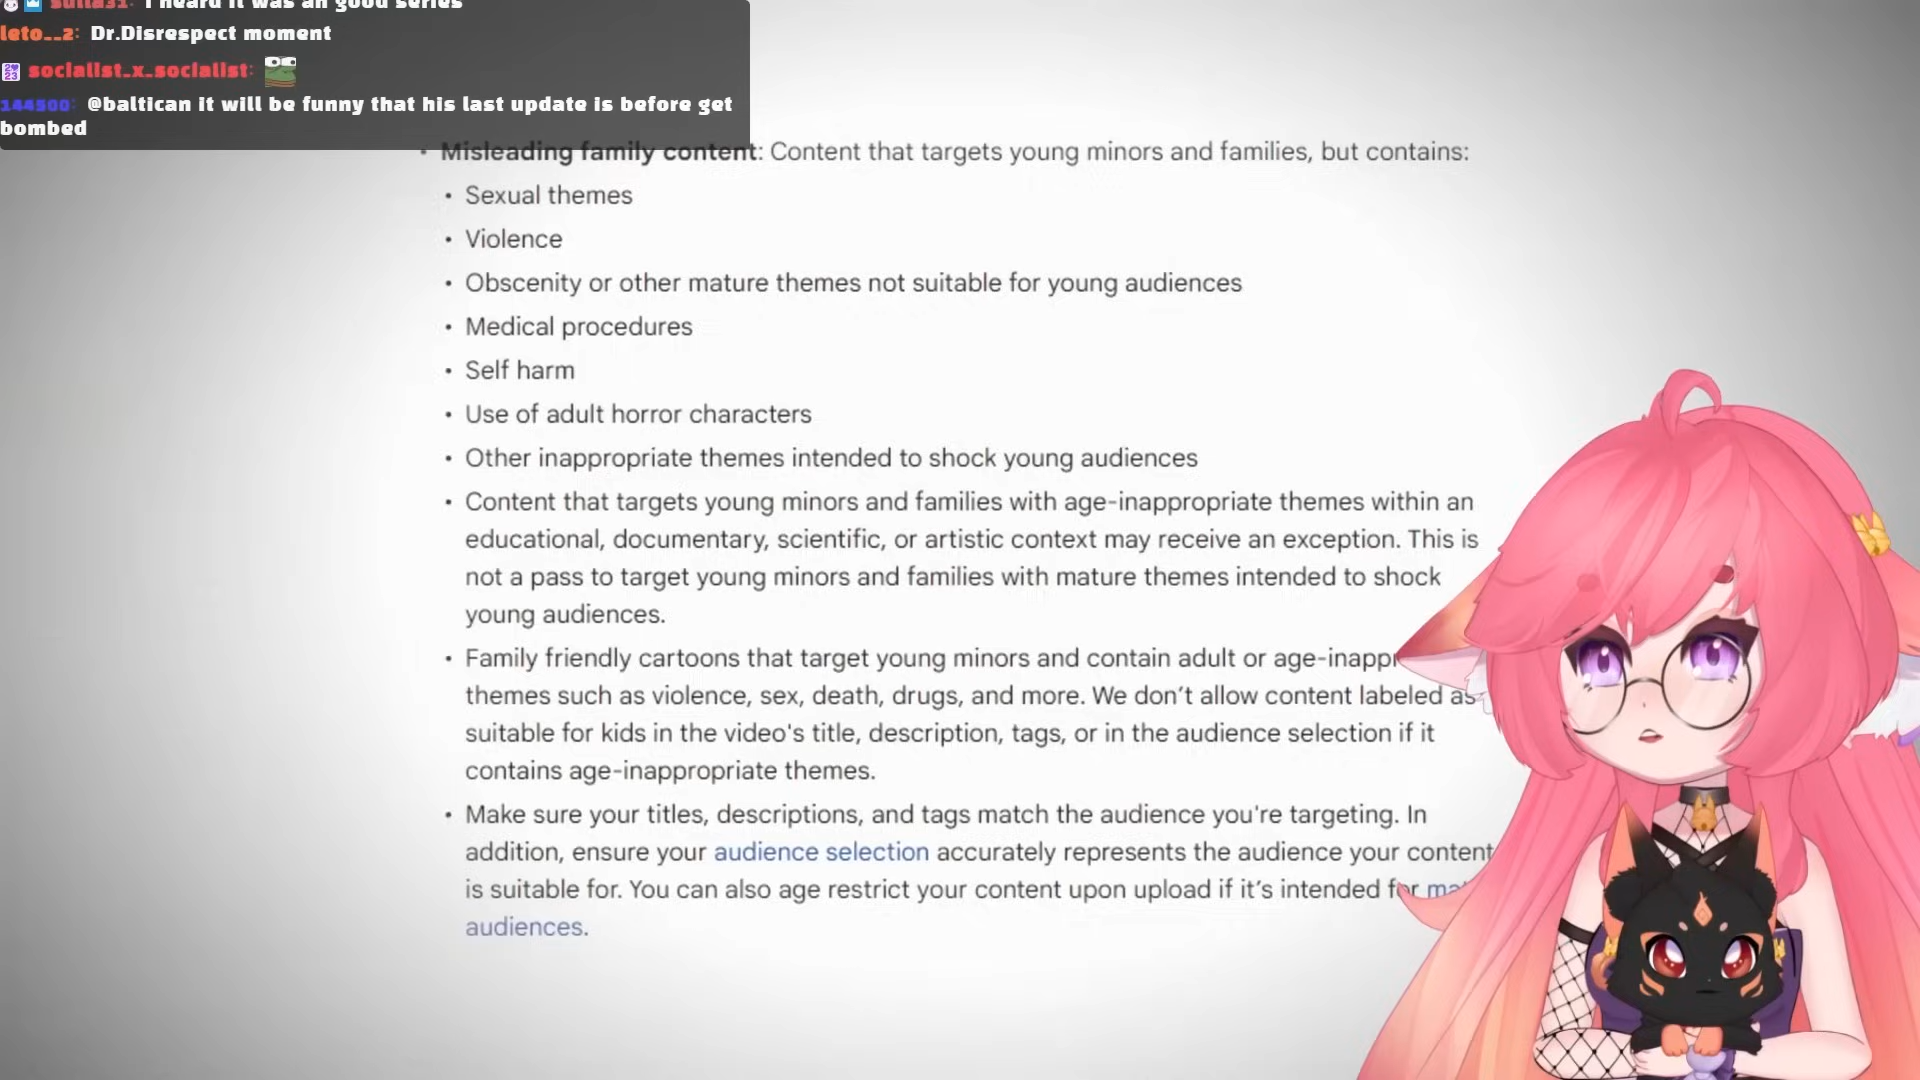 sulla31: I heard it was an good series
leto__2: Dr.Disrespect moment
socialist_x_socialist:
144500: @baltican it will be funny that his last update is before get
bombed
• Misleading family content: Content that targets young minors and families, but contains:
• Sexual themes
• Violence
• Obscenity or other mature themes not suitable for young audiences
• Medical procedures
• Self harm
• Use of adult horror characters
• Other inappropriate themes intended to shock young audiences
• Content that targets young minors and families with age-inappropriate themes within an
educational, documentary, scientific, or artistic context may receive an exception. This is
not a pass to target young minors and families with mature themes intended to shock
young audiences.
• Family friendly cartoons that target young minors and contain adult or age-inappr
themes such as violence, sex, death, drugs, and more. We don’t allow content labeled as
suitable for kids in the video's title, description, tags, or in the audience selection if it
contains age-inappropriate themes.
• Make sure your titles, descriptions, and tags match the audience you're targeting. In
addition, ensure your audience selection accurately represents the audience your content
is suitable for. You can also age restrict your content upon upload if it’s intended for mat
audiences.